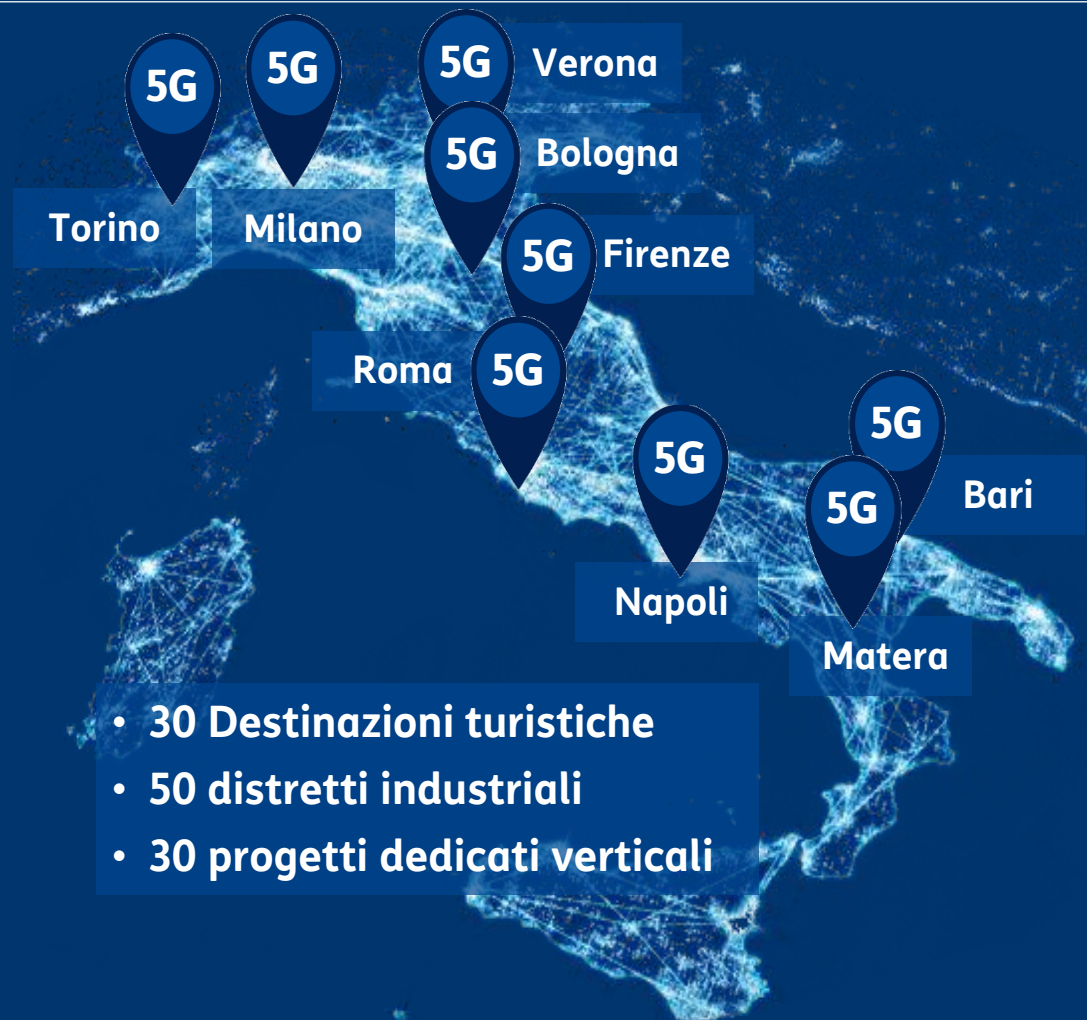 5G
Torino
5G
Milano
5G
Verona
5G
Bologna
5G
Firenze
Roma
5G
5G
Napoli
5G
Bari
5G
Matera
• 30 Destinazioni turistiche
• 50 distretti industriali
• 30 progetti dedicati verticali